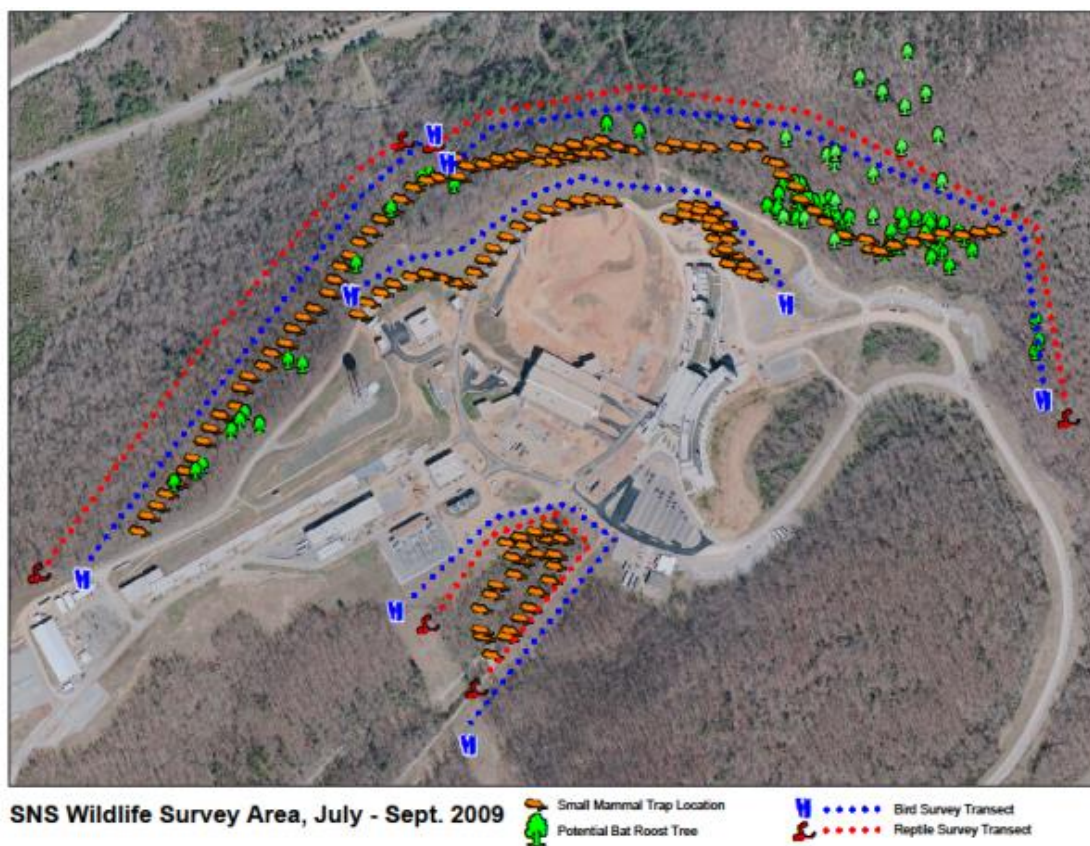 SNS Wildlife Survey Area, July - Sept. 2009
Small Mammal Trap Location
Potential Bat Roost Tree
Bird Survey Transect
Reptile Survey Transect